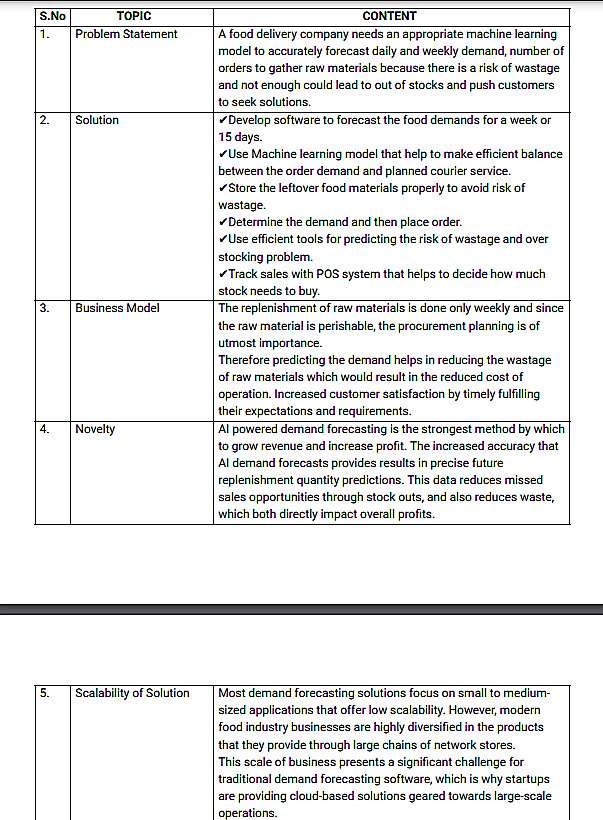 S.No TOPIC CONTENT
1. Problem Statement A food delivery company needs an appropriate machine learning
model to accurately forecast daily and weekly demand, number of
orders to gather raw materials because there is a risk of wastage
and not enough could lead to out of stocks and push customers
to seek solutions.
2. Solution ✔Develop software to forecast the food demands for a week or
15 days.
✔Use Machine learning model that help to make efficient balance
between the order demand and planned courier service.
✔Store the leftover food materials properly to avoid risk of
wastage.
✔Determine the demand and then place order.
✔Use efficient tools for predicting the risk of wastage and over
stocking problem.
✔Track sales with POS system that helps to decide how much
stock needs to buy.
3. Business Model The replenishment of raw materials is done only weekly and since
the raw material is perishable, the procurement planning is of
utmost importance.
Therefore predicting the demand helps in reducing the wastage
of raw materials which would result in the reduced cost of
operation. Increased customer satisfaction by timely fulfilling
their expectations and requirements.
4. Novelty AI powered demand forecasting is the strongest method by which
to grow revenue and increase profit. The increased accuracy that
AI demand forecasts provides results in precise future
replenishment quantity predictions. This data reduces missed
sales opportunities through stock outs, and also reduces waste,
which both directly impact overall profits.
5. Scalability of Solution Most demand forecasting solutions focus on small to medium-
sized applications that offer low scalability. However, modern
food industry businesses are highly diversified in the products
that they provide through large chains of network stores.
This scale of business presents a significant challenge for
traditional demand forecasting software, which is why startups
are providing cloud-based solutions geared towards large-scale
operations.